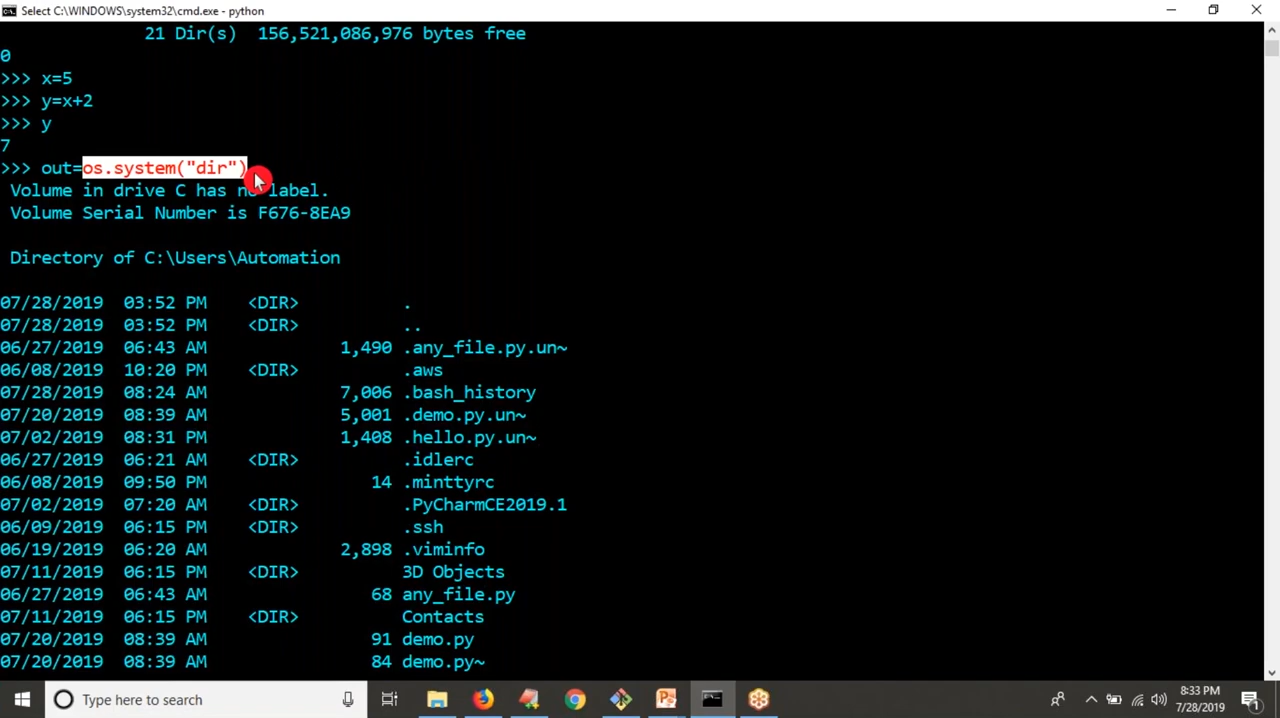 Select C:\WINDOWS\system32\cmd.exe - python
21 Dir(s)  156,521,086,976 bytes free
0
>>> x=5
>>> y=x+2
>>> y
7
>>> out=os.system("dir")
Volume in drive C has no label.
Volume Serial Number is F676-8EA9
Directory of C:\Users\Automation
07/28/2019  03:52 PM    <DIR>          .
07/28/2019  03:52 PM    <DIR>          ..
06/27/2019  06:43 AM             1,490 .any_file.py.un~
06/08/2019  10:20 PM    <DIR>          .aws
07/28/2019  08:24 AM             7,006 .bash_history
07/20/2019  08:39 AM             5,001 .demo.py.un~
07/02/2019  08:31 PM             1,408 .hello.py.un~
06/27/2019  06:21 AM    <DIR>          .idlerc
06/08/2019  09:50 PM                14 .minttyrc
07/02/2019  07:20 AM    <DIR>          .PyCharmCE2019.1
06/09/2019  06:15 PM    <DIR>          .ssh
06/19/2019  06:20 AM             2,898 .viminfo
07/11/2019  06:15 PM    <DIR>          3D Objects
06/27/2019  06:43 AM                68 any_file.py
07/11/2019  06:15 PM    <DIR>          Contacts
07/20/2019  08:39 AM                91 demo.py
07/20/2019  08:39 AM                84 demo.py~
Type here to search
8:33 PM
7/28/2019
1